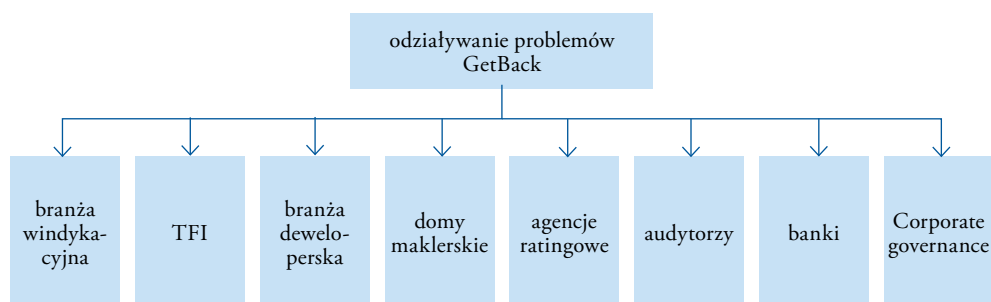 odziaływanie problemów
GetBack
branża
windyka-
cyjna
TFI
branża
dewelo-
perska
domy
maklerskie
agencje
ratingowe
audytorzy
banki
Corporate
governance